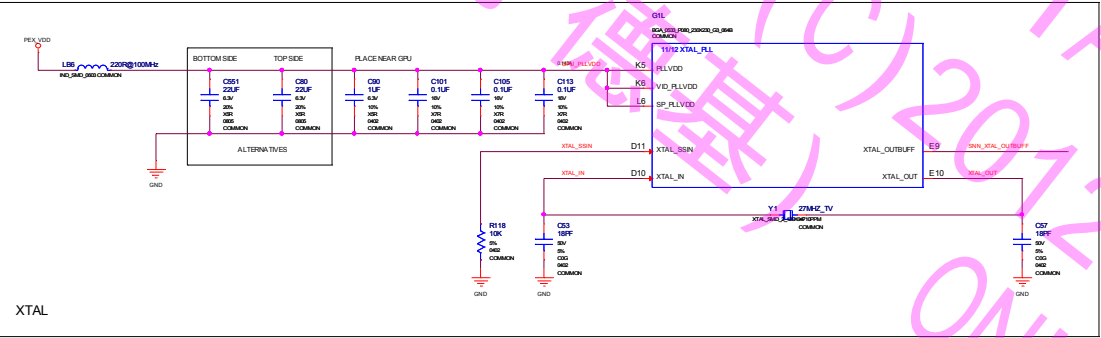 G1L
COMMON
PEX_VDD
LB6 220R@100MHz
IND_SMD_0603 COMMON
BOTTOM SIDE TOP SIDE PLACE NEAR GPU
C551
22UF
6.3V
20%
X5R
0805
COMMON
C80
22UF
6.3V
20%
X5R
0805
COMMON
ALTERNATIVES
C90
1UF
6.3V
10%
X5R
0402
COMMON
C101
0.1UF
16V
10%
X7R
0402
COMMON
C105
0.1UF
16V
10%
X7R
0402
COMMON
C113
0.1UF
16V
10%
X7R
0402
COMMON
GND
11/12 XTAL_PLL
K5 PLLVDD
K6 VID_PLLVDD
L6 SP_PLLVDD
XTAL_SSIN D11 XTAL_SSIN
XTAL_IN D10 XTAL_IN
XTAL_OUTBUFF E9 SNN_XTAL_OUTBUFF
XTAL_OUT E10 XTAL_OUT
Y1 27MHZ_TV
COMMON
R118
10K
5%
0402
COMMON
GND
C53
18PF
50V
5%
C0G
0402
COMMON
GND
C57
18PF
50V
5%
C0G
0402
COMMON
GND
XTAL
德基
(C)2012